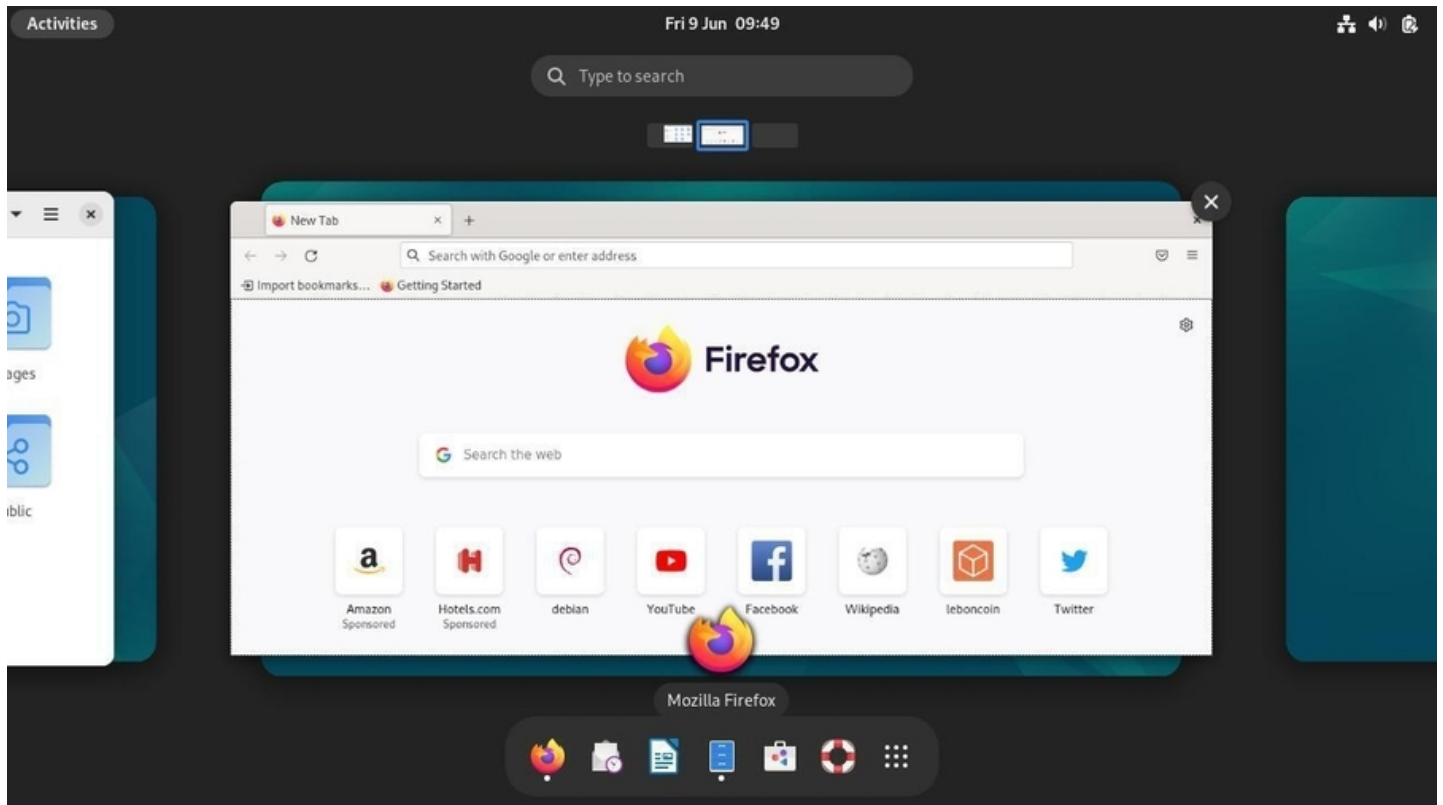 Activities
Fri 9 Jun 09:49
Type to search
New Tab
Search with Google or enter address
Import bookmarks...
Getting Started
Firefox
ages
Search the web
ublic
a
Amazon
Sponsored
Hotels.com
Sponsored
debian
YouTube
Facebook
Wikipedia
leboncoin
Twitter
Mozilla Firefox